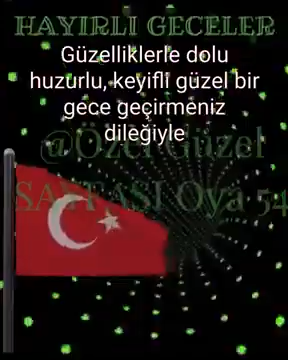 HAYIRLI GECELER
Güzelliklerle dolu
huzurlu, keyifli güzel bir
gece geçirmeniz
dileğiyle
@Özel Güzel
SAYFASI Oya 54